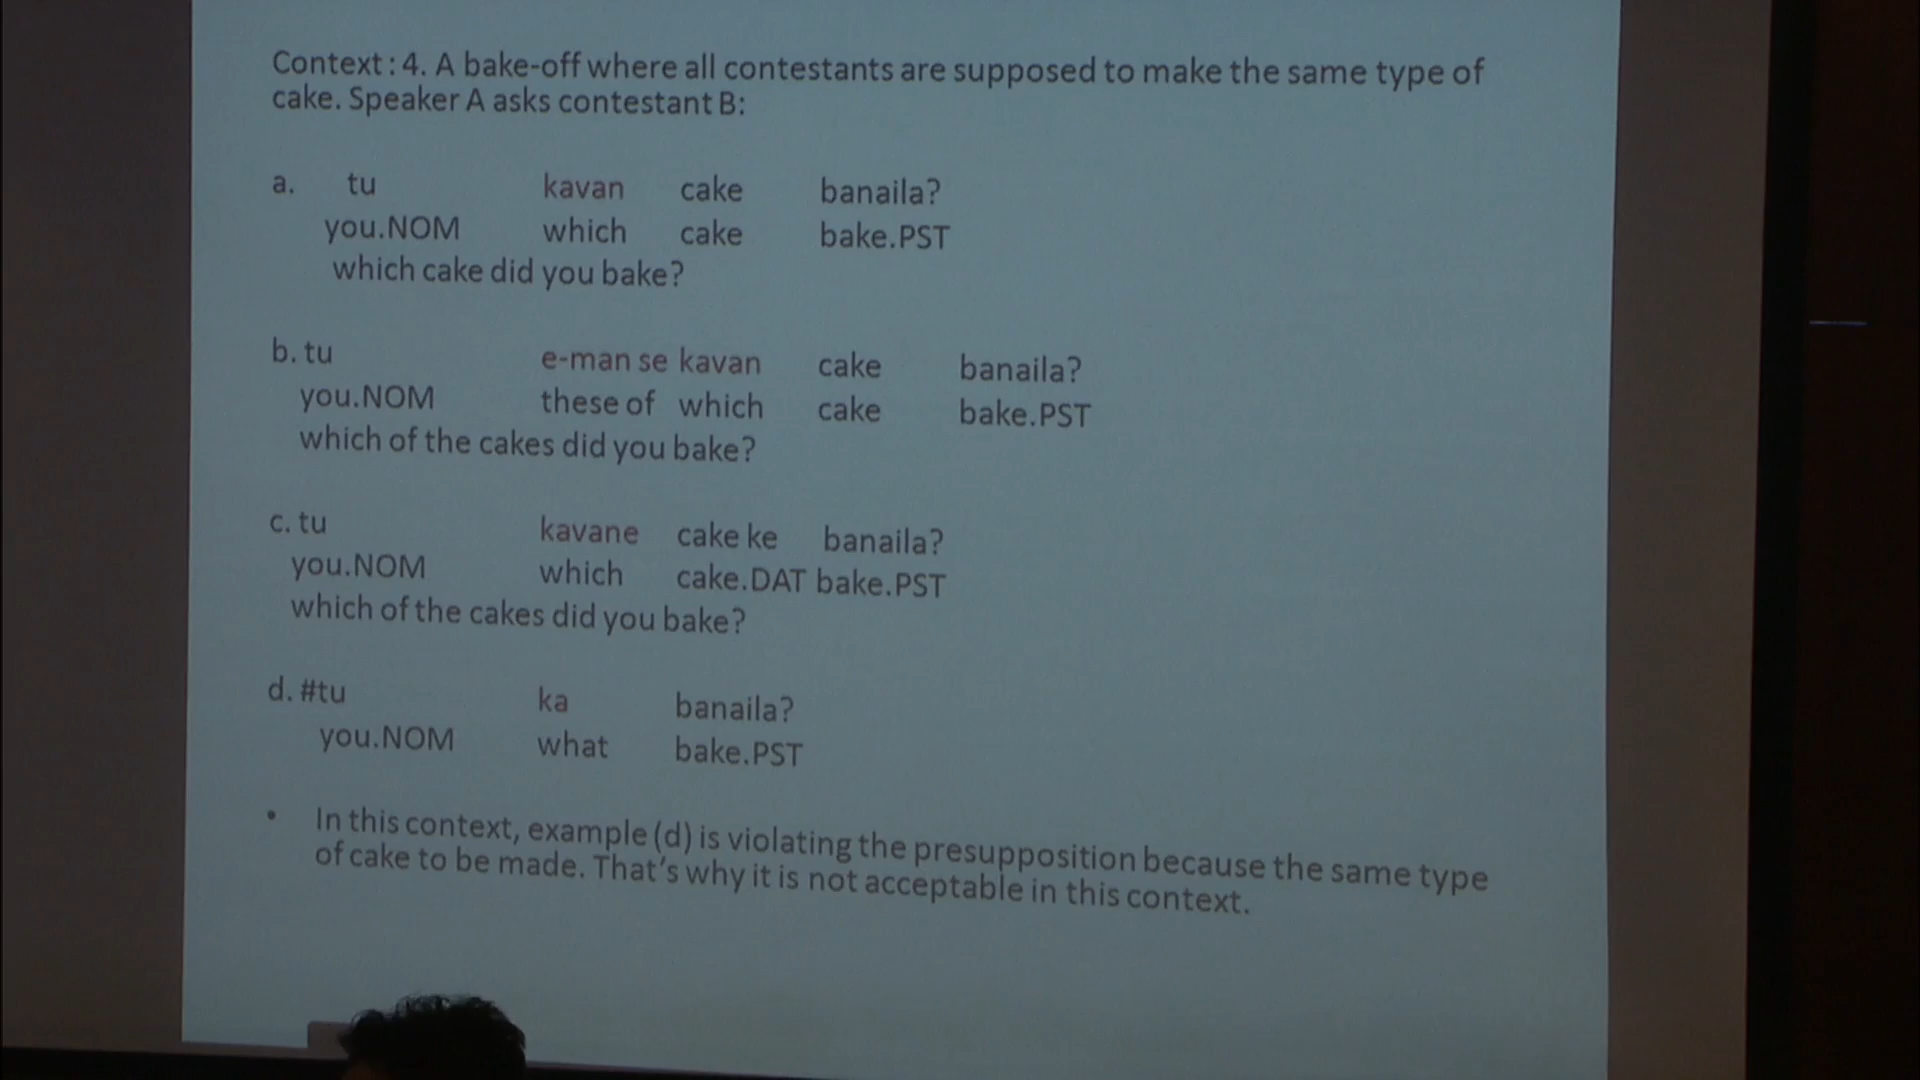 Context : 4. A bake-off where all contestants are supposed to make the same type of
cake. Speaker A asks contestant B:
a. tu kavan cake banaila?
you.NOM which cake bake.PST
which cake did you bake?
b. tu e-man se kavan cake banaila?
you.NOM these of which cake bake.PST
which of the cakes did you bake?
c. tu kavane cake ke banaila?
you.NOM which cake.DAT bake.PST
which of the cakes did you bake?
d. #tu ka banaila?
you.NOM what bake.PST
• In this context, example (d) is violating the presupposition because the same type
of cake to be made. That's why it is not acceptable in this context.